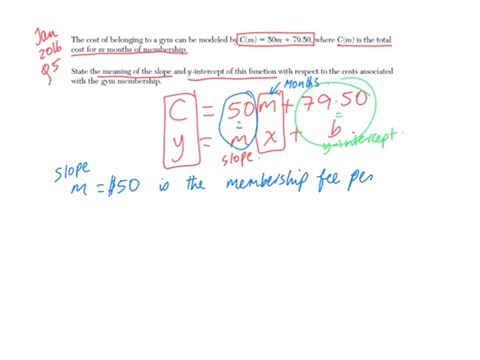 Jan
2016
Q5
The cost of belonging to a gym can be modeled by C(m) = 50m + 79.50, where C(m) is the total
cost for m months of membership.
State the meaning of the slope and y-intercept of this function with respect to the costs associated
with the gym membership.
months
C = 50 m + 79.50
= =
y = m x + b
slope. y-intercept.
slope
m = $50 is the membership fee per